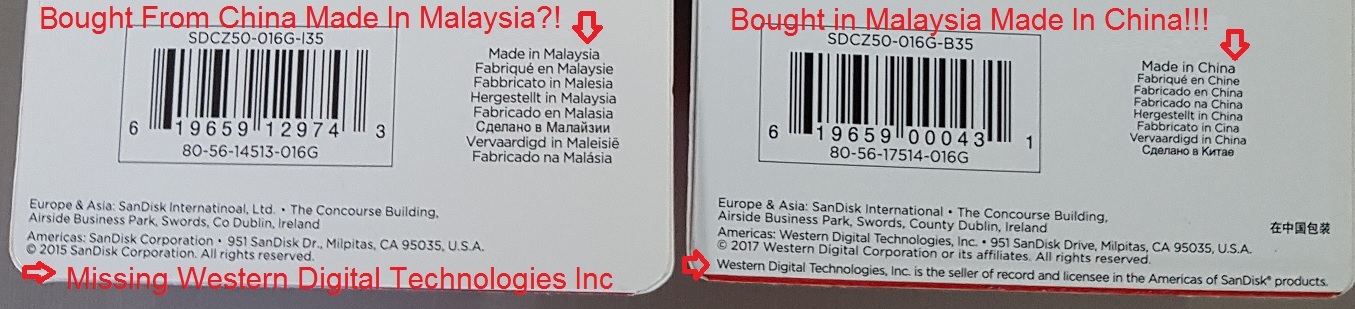 Bought From China Made In Malaysia?!
SDCZ50-016G-I35
6 19659 12974 3
80-56-14513-016G
Made in Malaysia
Fabriqué en Malaysie
Fabbricato in Malesia
Hergestellt in Malaysia
Fabricado en Malasia
Сделано в Малайзии
Vervaardigd in Maleisië
Fabricado na Malásia
Europe & Asia: SanDisk Internatinoal, Ltd. • The Concourse Building,
Airside Business Park, Swords, Co Dublin, Ireland
Americas: SanDisk Corporation • 951 SanDisk Dr., Milpitas, CA 95035, U.S.A.
© 2015 SanDisk Corporation. All rights reserved.
Missing Western Digital Technologies Inc
Bought in Malaysia Made In China!!!
SDCZ50-016G-B35
6 19659 00043 1
80-56-17514-016G
Made in China
Fabriqué en Chine
Fabricado en China
Fabricado na China
Hergestellt in China
Fabbricato in Cina
Vervaardigd in China
Сделано в Китае
Europe & Asia: SanDisk International • The Concourse Building,
Airside Business Park, Swords, County Dublin, Ireland
Americas: Western Digital Technologies, Inc. • 951 SanDisk Drive, Milpitas, CA 95035, U.S.A.
© 2017 Western Digital Corporation or its affiliates. All rights reserved.
Western Digital Technologies, Inc. is the seller of record and licensee in the Americas of SanDisk® products.
在中国包装